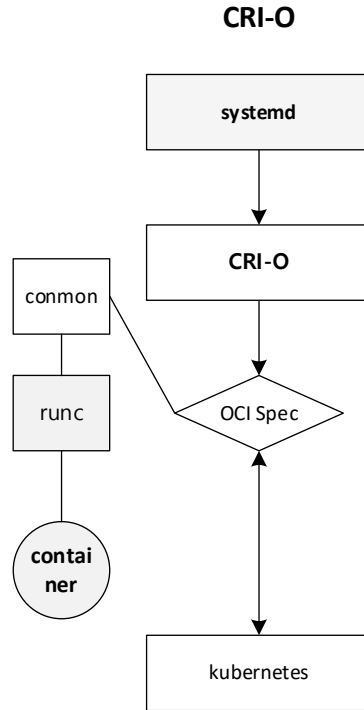 CRI-O
systemd
CRI-O
conmon
runc
OCI Spec
contai
ner
kubernetes